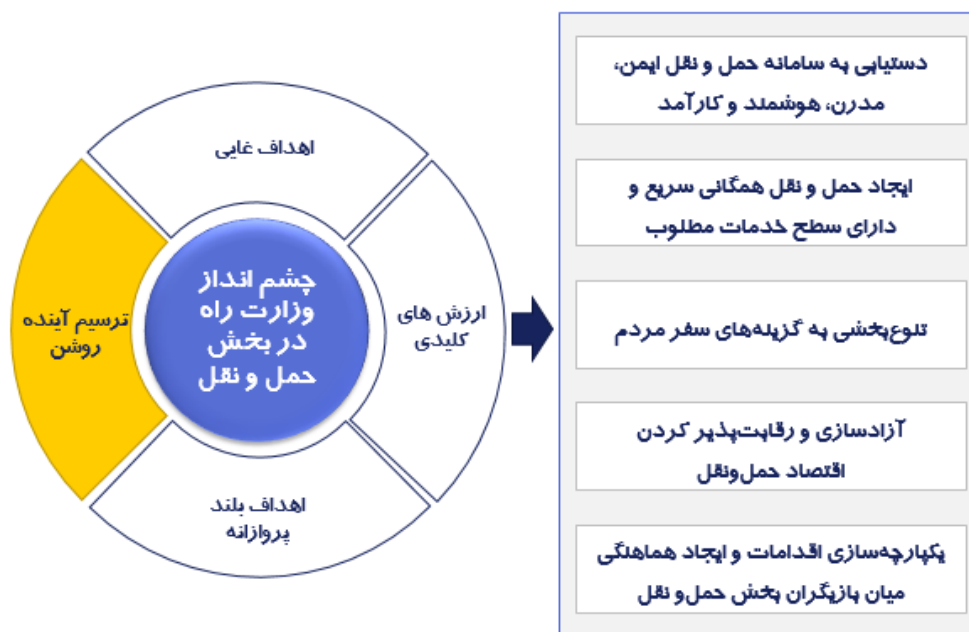 اهداف غایی
ارزش های
کلیدی
اهداف بلند
پروازانه
ترسیم آینده
روشن
چشم انداز
وزارت راه
در بخش
حمل و نقل
دستیابی به سامانه حمل و نقل ایمن،
مدرن، هوشمند و کارآمد
ایجاد حمل و نقل همگانی سریع و
دارای سطح خدمات مطلوب
تنوع‌بخشی به گزینه‌های سفر مردم
آزادسازی و رقابت‌پذیر کردن
اقتصاد حمل‌ونقل
یکپارچه‌سازی اقدامات و ایجاد هماهنگی
میان بازیگران بخش حمل‌و نقل